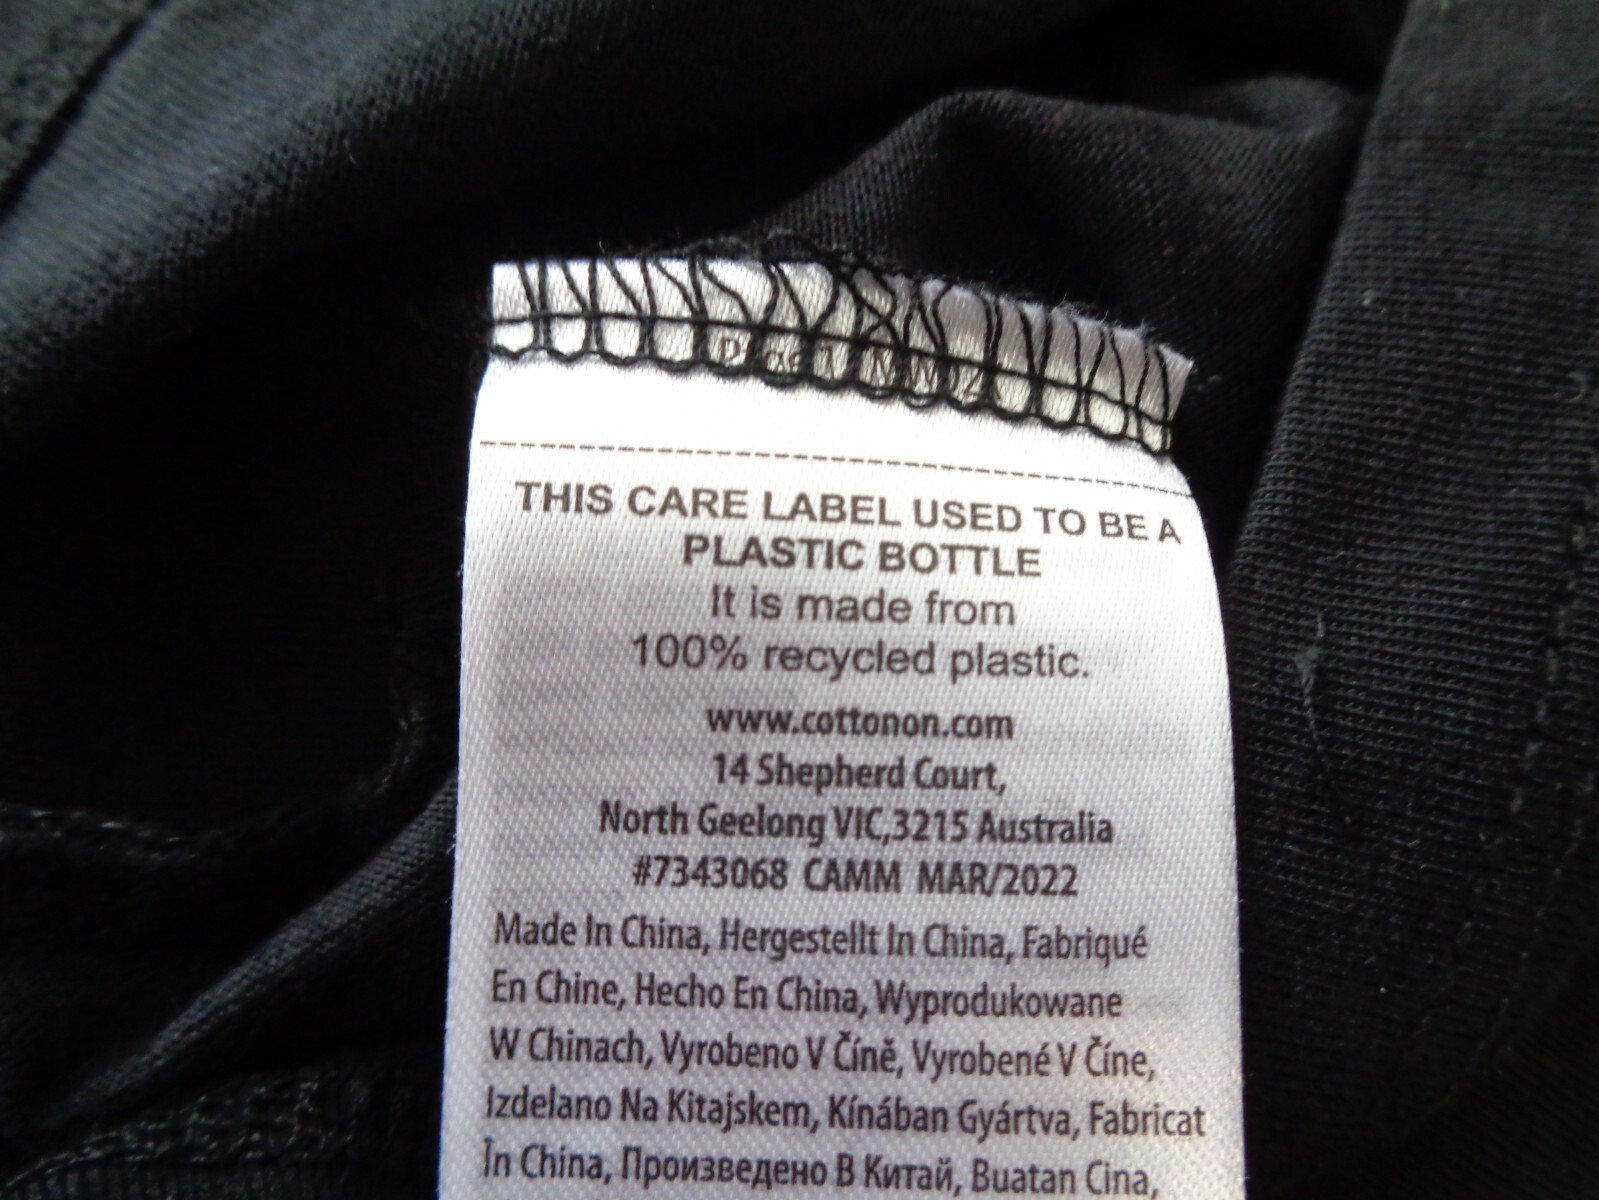 THIS CARE LABEL USED TO BE A
PLASTIC BOTTLE
It is made from
100% recycled plastic.
www.cottonon.com
14 Shepherd Court,
North Geelong VIC,3215 Australia
#7343068 CAMM MAR/2022
Made In China, Hergestellt In China, Fabriqué
En Chine, Hecho En China, Wyprodukowane
W Chinach, Vyrobeno V Číně, Vyrobené V Číne,
Izdelano Na Kitajskem, Kínában Gyártva, Fabricat
În China, Произведено В Китай, Buatan Cina,